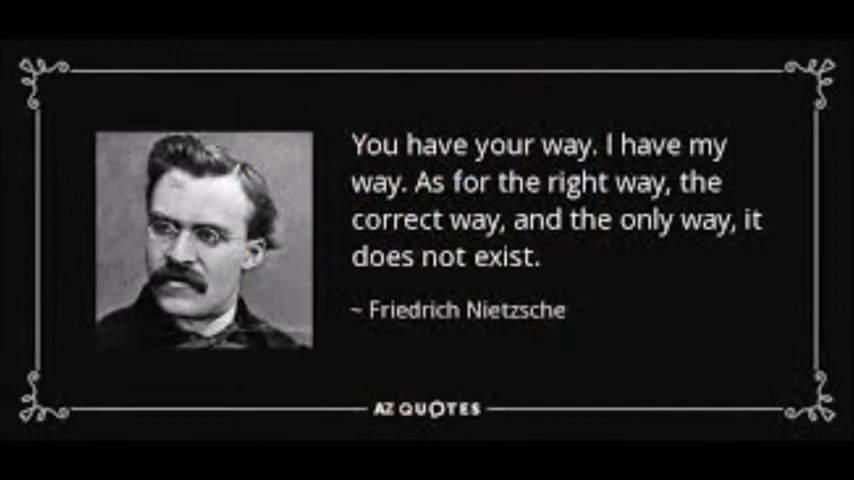 You have your way. I have my
way. As for the right way, the
correct way, and the only way, it
does not exist.
~ Friedrich Nietzsche
AZ QUOTES